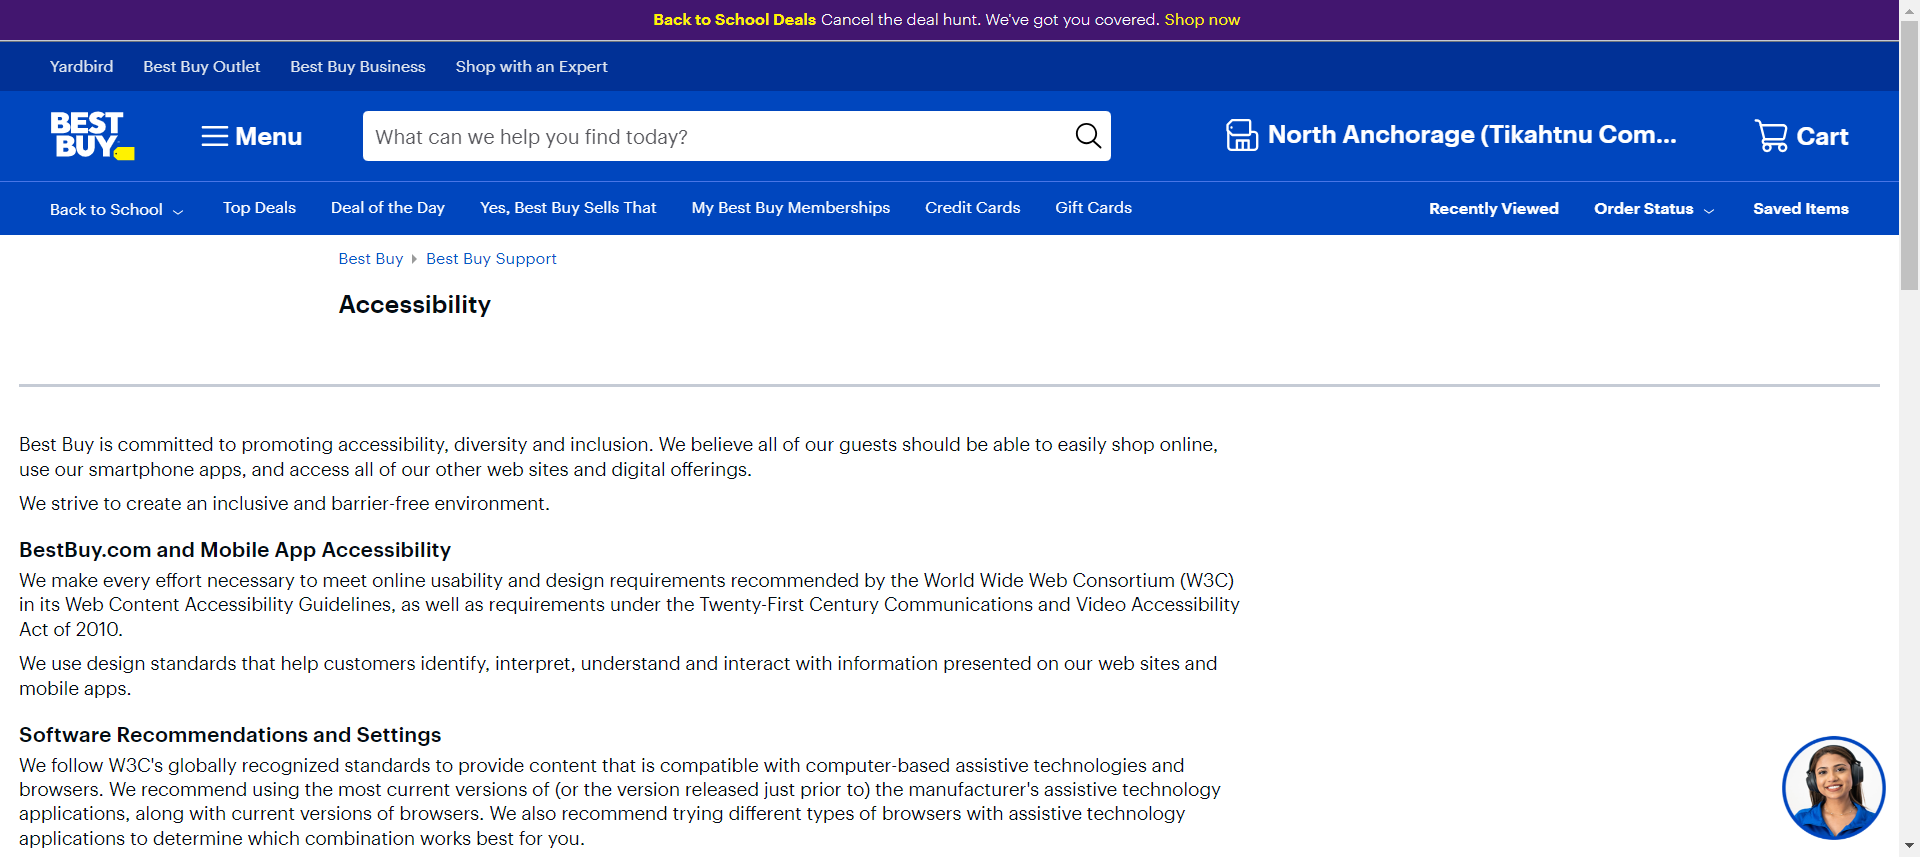 Back to School Deals Cancel the deal hunt. We've got you covered. Shop now
Yardbird Best Buy Outlet Best Buy Business Shop with an Expert
BEST
BUY
Menu
What can we help you find today?
North Anchorage (Tikahtnu Com...
Cart
Back to School Top Deals Deal of the Day Yes, Best Buy Sells That My Best Buy Memberships Credit Cards Gift Cards Recently Viewed Order Status Saved Items
Best Buy Best Buy Support
Accessibility
Best Buy is committed to promoting accessibility, diversity and inclusion. We believe all of our guests should be able to easily shop online,
use our smartphone apps, and access all of our other web sites and digital offerings.
We strive to create an inclusive and barrier-free environment.
BestBuy.com and Mobile App Accessibility
We make every effort necessary to meet online usability and design requirements recommended by the World Wide Web Consortium (W3C)
in its Web Content Accessibility Guidelines, as well as requirements under the Twenty-First Century Communications and Video Accessibility
Act of 2010.
We use design standards that help customers identify, interpret, understand and interact with information presented on our web sites and
mobile apps.
Software Recommendations and Settings
We follow W3C's globally recognized standards to provide content that is compatible with computer-based assistive technologies and
browsers. We recommend using the most current versions of (or the version released just prior to) the manufacturer's assistive technology
applications, along with current versions of browsers. We also recommend trying different types of browsers with assistive technology
applications to determine which combination works best for you.